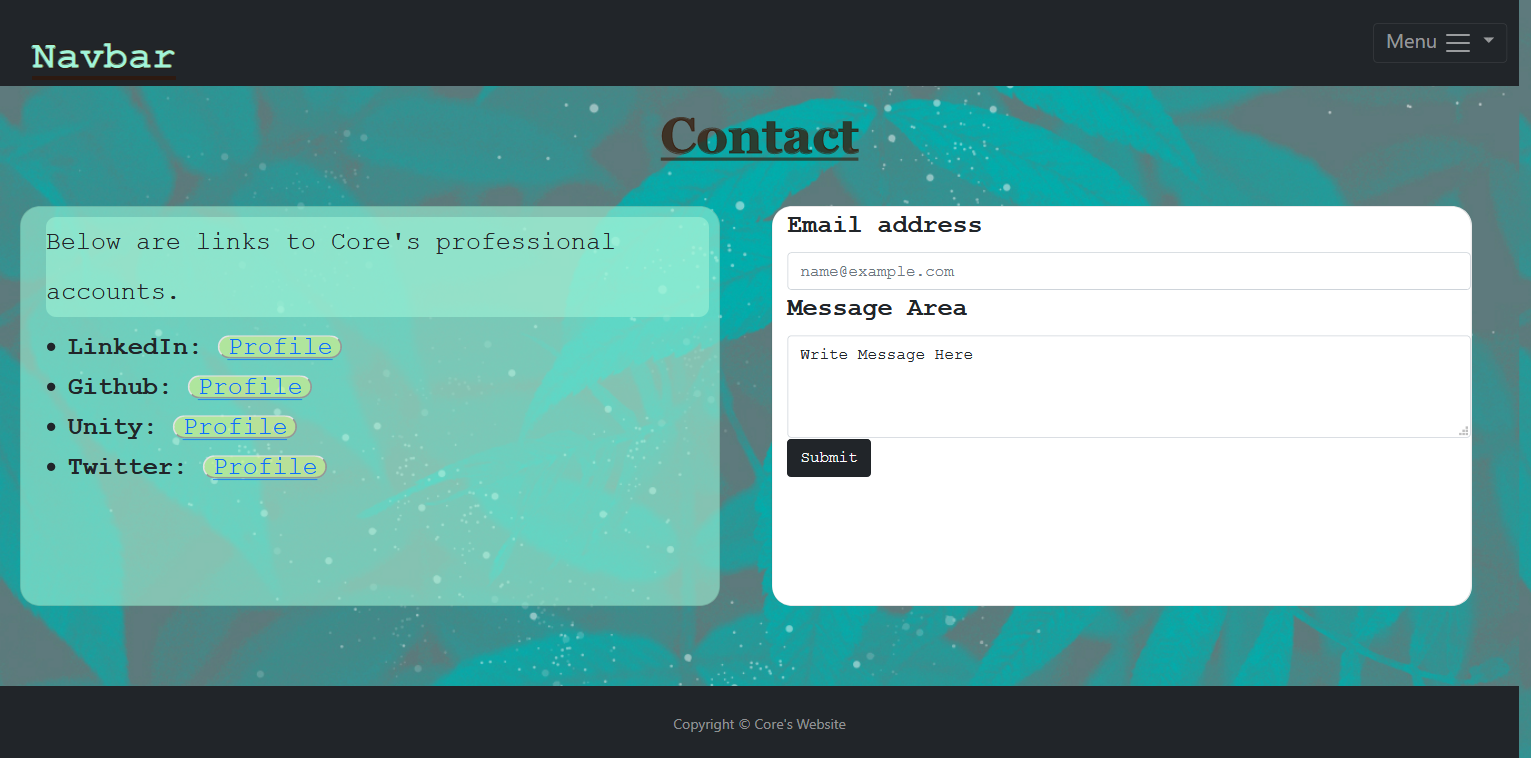 Navbar
Menu
Contact
Below are links to Core's professional
accounts.
LinkedIn: Profile
Github: Profile
Unity: Profile
Twitter: Profile
Email address
name@example.com
Message Area
Write Message Here
Submit
Copyright © Core's Website